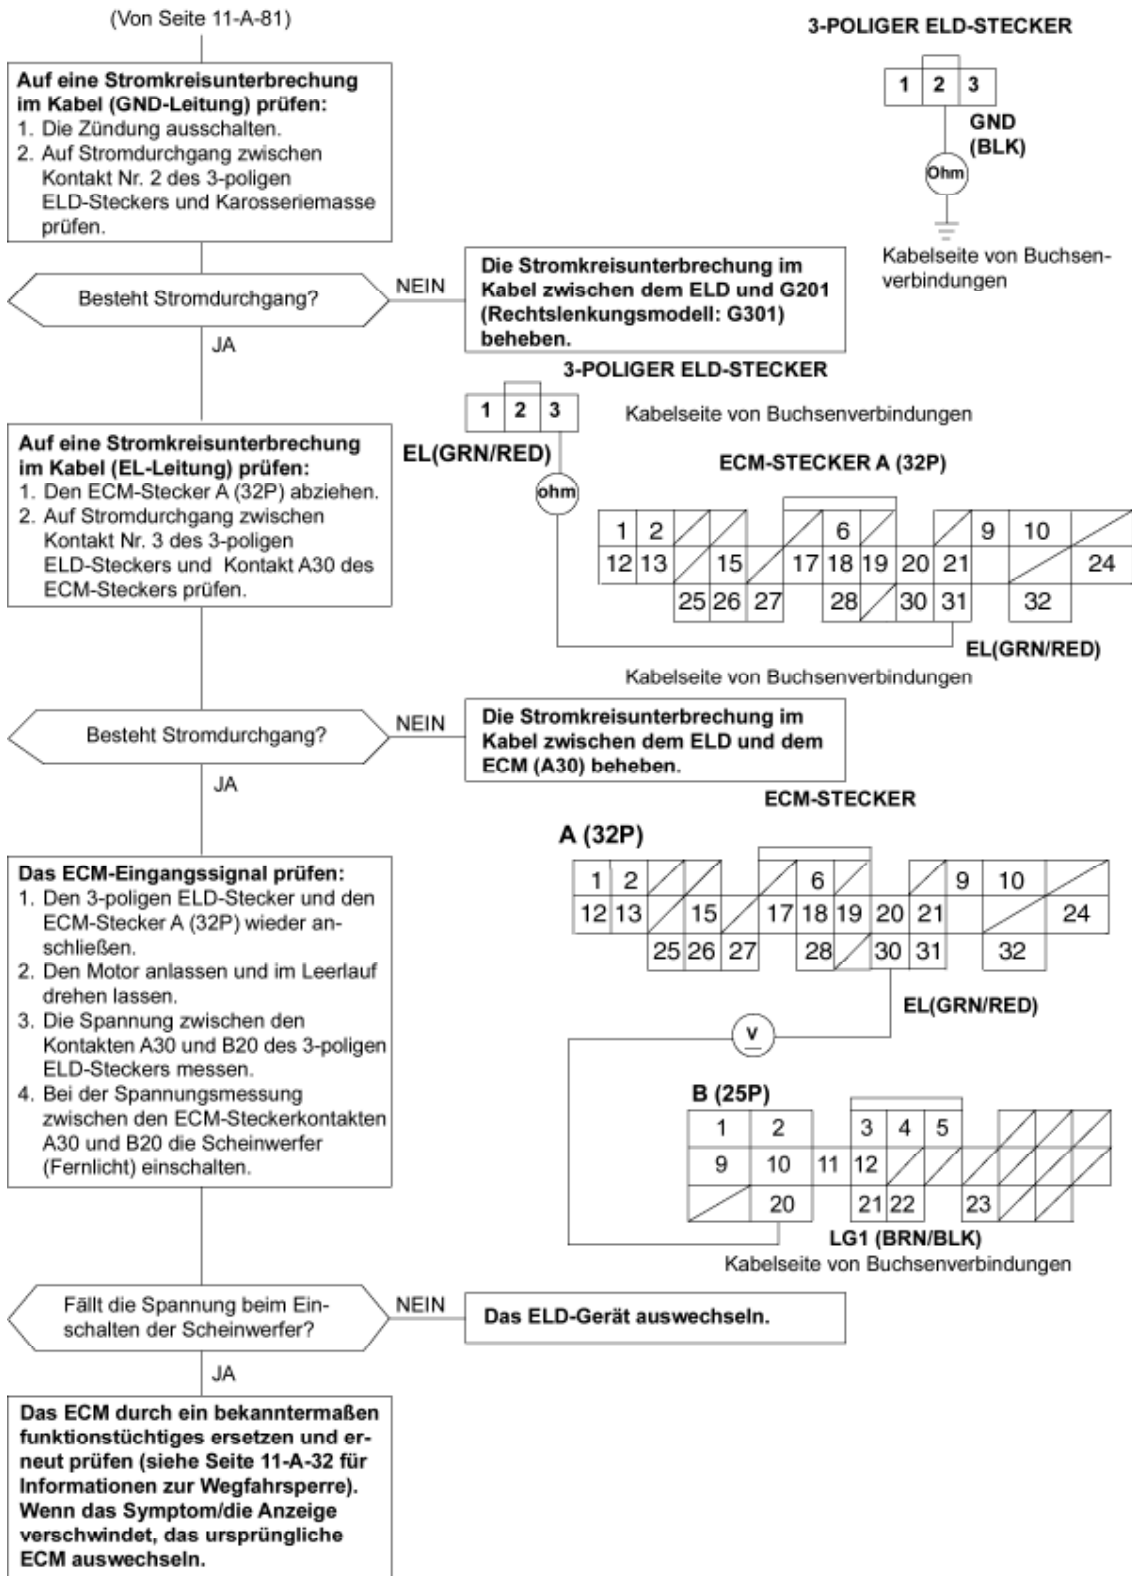 (Von Seite 11-A-81)
3-POLIGER ELD-STECKER
1 2 3
GND
(BLK)
Ohm
Kabelseite von Buchsen-
verbindungen
Auf eine Stromkreisunterbrechung
im Kabel (GND-Leitung) prüfen:
1. Die Zündung ausschalten.
2. Auf Stromdurchgang zwischen
Kontakt Nr. 2 des 3-poligen
ELD-Steckers und Karosseriemasse
prüfen.
Besteht Stromdurchgang?
NEIN
Die Stromkreisunterbrechung im
Kabel zwischen dem ELD und G201
(Rechtslenkungsmodell: G301)
beheben.
JA
3-POLIGER ELD-STECKER
1 2 3
Kabelseite von Buchsenverbindungen
EL(GRN/RED)
ohm
ECM-STECKER A (32P)
1 2 6 9 10
12 13 15 17 18 19 20 21 24
25 26 27 28 30 31 32
EL(GRN/RED)
Kabelseite von Buchsenverbindungen
Auf eine Stromkreisunterbrechung
im Kabel (EL-Leitung) prüfen:
1. Den ECM-Stecker A (32P) abziehen.
2. Auf Stromdurchgang zwischen
Kontakt Nr. 3 des 3-poligen
ELD-Steckers und Kontakt A30 des
ECM-Steckers prüfen.
Besteht Stromdurchgang?
NEIN
Die Stromkreisunterbrechung im
Kabel zwischen dem ELD und dem
ECM (A30) beheben.
JA
ECM-STECKER
A (32P)
1 2 6 9 10
12 13 15 17 18 19 20 21 24
25 26 27 28 30 31 32
EL(GRN/RED)
V
B (25P)
1 2 3 4 5
9 10 11 12
20 21 22 23
LG1 (BRN/BLK)
Kabelseite von Buchsenverbindungen
Das ECM-Eingangssignal prüfen:
1. Den 3-poligen ELD-Stecker und den
ECM-Stecker A (32P) wieder an-
schließen.
2. Den Motor anlassen und im Leerlauf
drehen lassen.
3. Die Spannung zwischen den
Kontakten A30 und B20 des 3-poligen
ELD-Steckers messen.
4. Bei der Spannungsmessung
zwischen den ECM-Steckerkontakten
A30 und B20 die Scheinwerfer
(Fernlicht) einschalten.
Fällt die Spannung beim Ein-
schalten der Scheinwerfer?
NEIN
Das ELD-Gerät auswechseln.
JA
Das ECM durch ein bekanntermaßen
funktionstüchtiges ersetzen und er-
neut prüfen (siehe Seite 11-A-32 für
Informationen zur Wegfahrsperre).
Wenn das Symptom/die Anzeige
verschwindet, das ursprüngliche
ECM auswechseln.